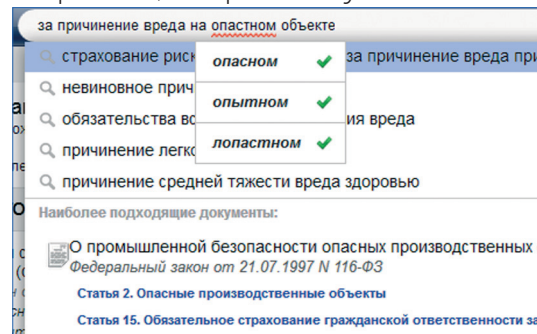 за причинение вреда на опастном объекте
страхование риск
за причинение вреда при
опасном
невиновное прич
опытном
обязательства вс
ия вреда
лопастном
причинение легко
причинение средней тяжести вреда здоровью
Наиболее подходящие документы:
О промышленной безопасности опасных производственных
Федеральный закон от 21.07.1997 N 116-ФЗ
Статья 2. Опасные производственные объекты
Статья 15. Обязательное страхование гражданской ответственности за